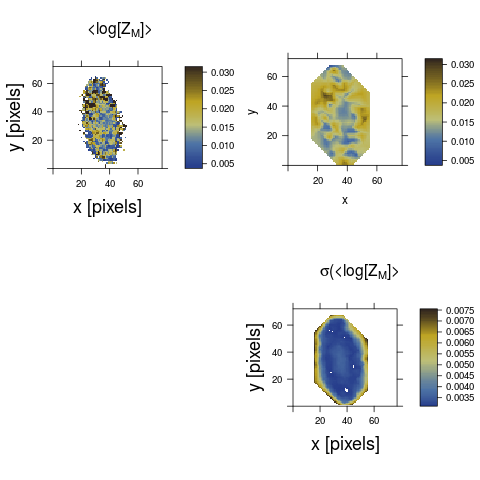 <log[Z_M]>
60
40
20
20 40 60
y [pixels]
x [pixels]
0.030
0.025
0.020
0.015
0.010
0.005
60
40
20
20 40 60
y
x
0.030
0.025
0.020
0.015
0.010
0.005
σ(<log[Z_M]>
60
40
20
20 40 60
y [pixels]
x [pixels]
0.0075
0.0070
0.0065
0.0060
0.0055
0.0050
0.0045
0.0040
0.0035